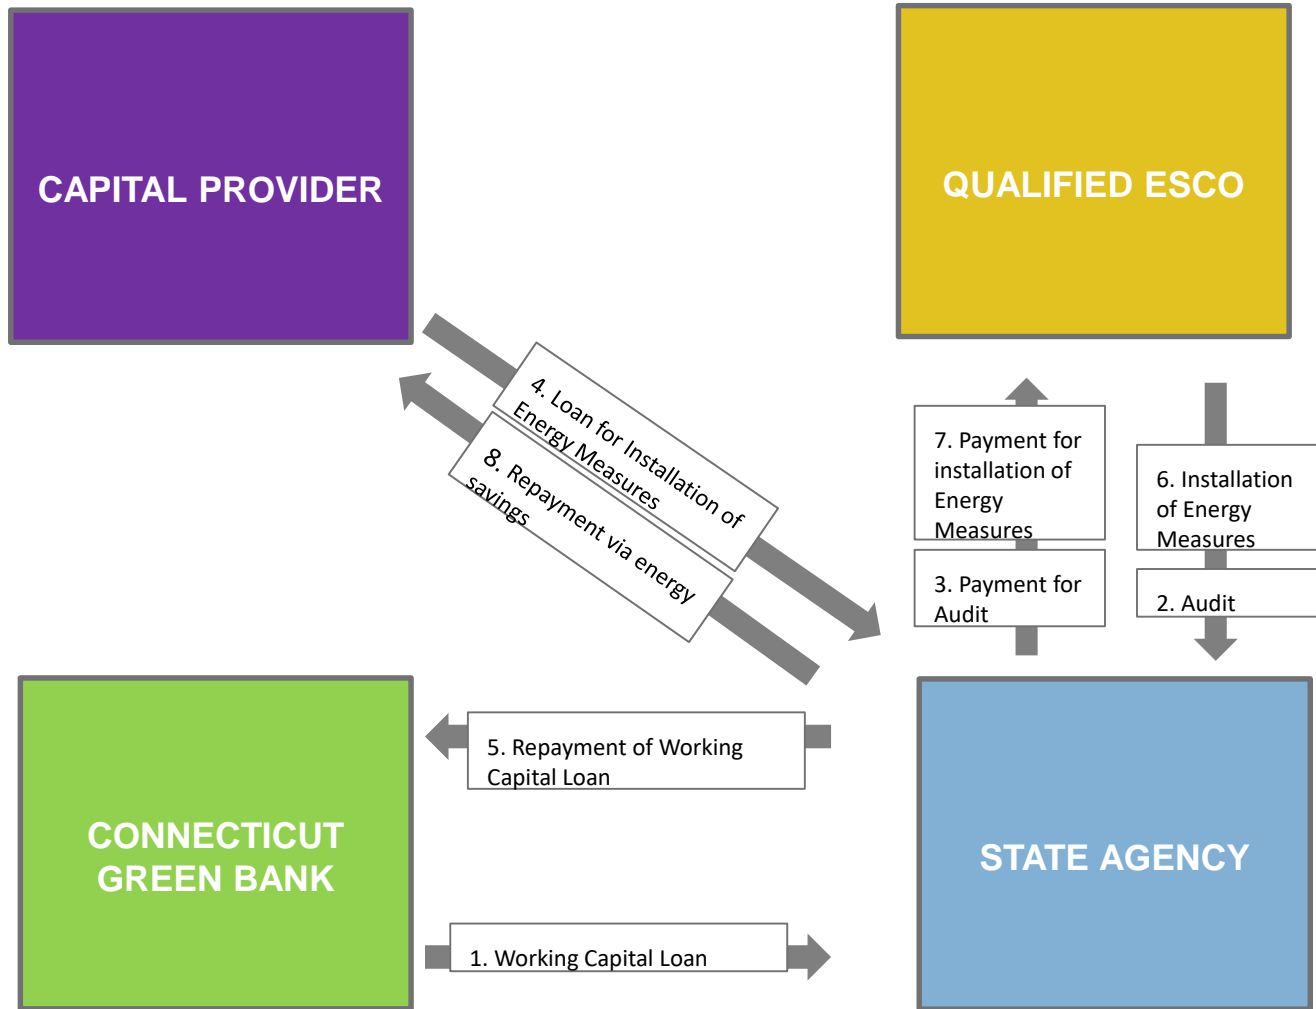 CAPITAL PROVIDER
QUALIFIED ESCO
4. Loan for Installation of
Energy Measures
8. Repayment via energy
savings
7. Payment for
installation of
Energy
Measures
6. Installation
of Energy
Measures
3. Payment for
Audit
2. Audit
5. Repayment of Working
Capital Loan
CONNECTICUT
GREEN BANK
STATE AGENCY
1. Working Capital Loan